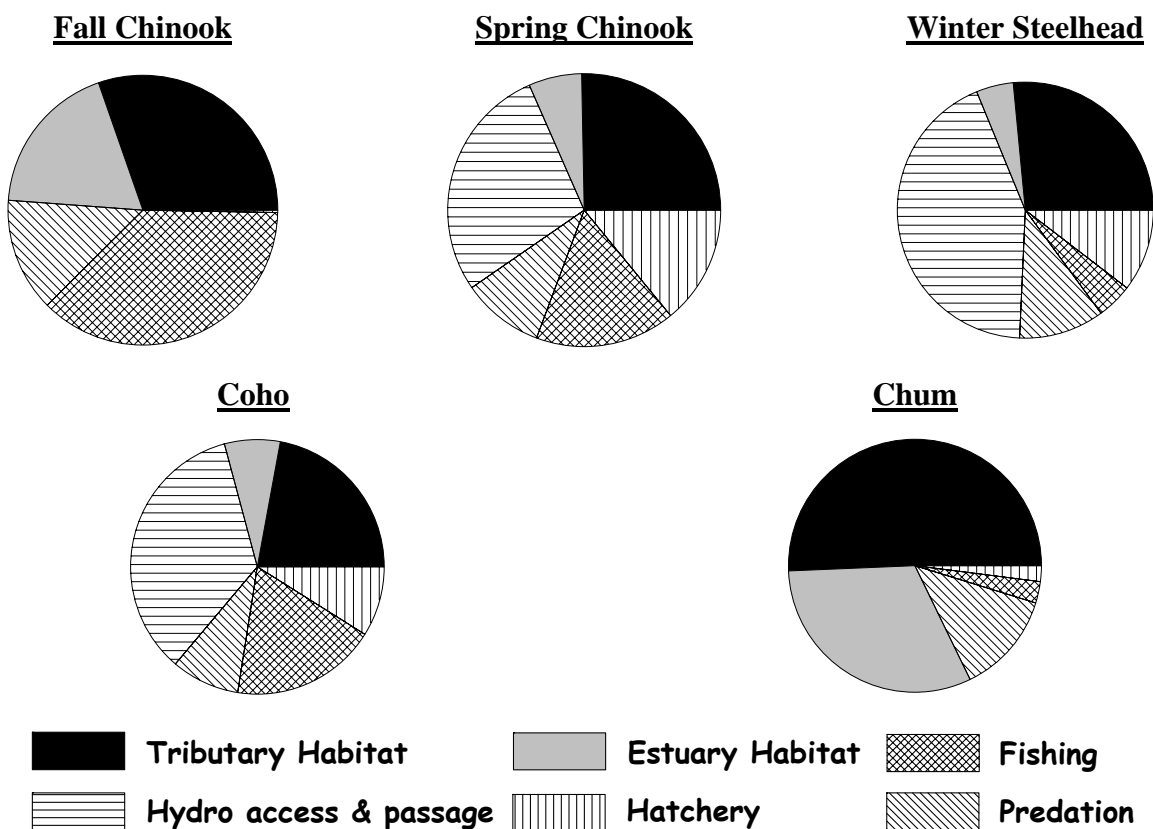 Fall Chinook
Spring Chinook
Winter Steelhead
Coho
Chum
Tributary Habitat
Estuary Habitat
Fishing
Hydro access & passage
Hatchery
Predation